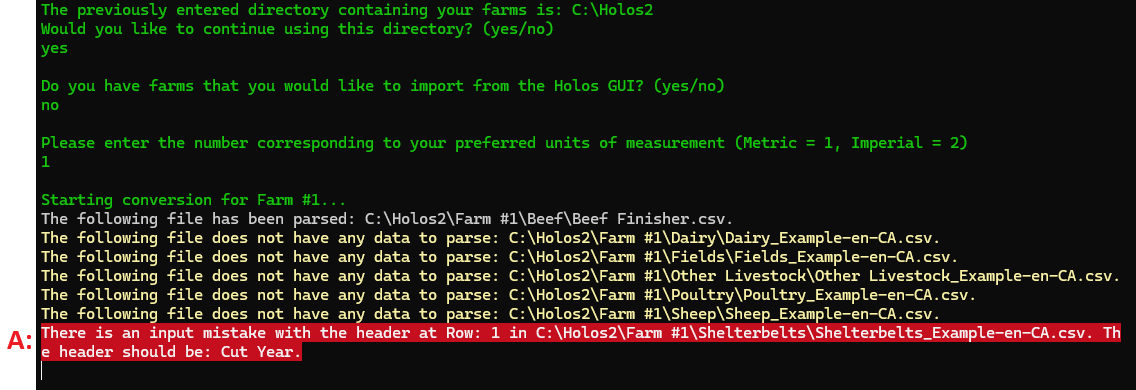 The previously entered directory containing your farms is: C:\Holos2
Would you like to continue using this directory? (yes/no)
yes
Do you have farms that you would like to import from the Holos GUI? (yes/no)
no
Please enter the number corresponding to your preferred units of measurement (Metric = 1, Imperial = 2)
1
Starting conversion for Farm #1...
The following file has been parsed: C:\Holos2\Farm #1\Beef\Beef Finisher.csv.
The following file does not have any data to parse: C:\Holos2\Farm #1\Dairy\Dairy_Example-en-CA.csv.
The following file does not have any data to parse: C:\Holos2\Farm #1\Fields\Fields_Example-en-CA.csv.
The following file does not have any data to parse: C:\Holos2\Farm #1\Other Livestock\Other Livestock_Example-en-CA.csv.
The following file does not have any data to parse: C:\Holos2\Farm #1\Poultry\Poultry_Example-en-CA.csv.
The following file does not have any data to parse: C:\Holos2\Farm #1\Sheep\Sheep_Example-en-CA.csv.
A: There is an input mistake with the header at Row: 1 in C:\Holos2\Farm #1\Shelterbelts\Shelterbelts_Example-en-CA.csv. Th
e header should be: Cut Year.